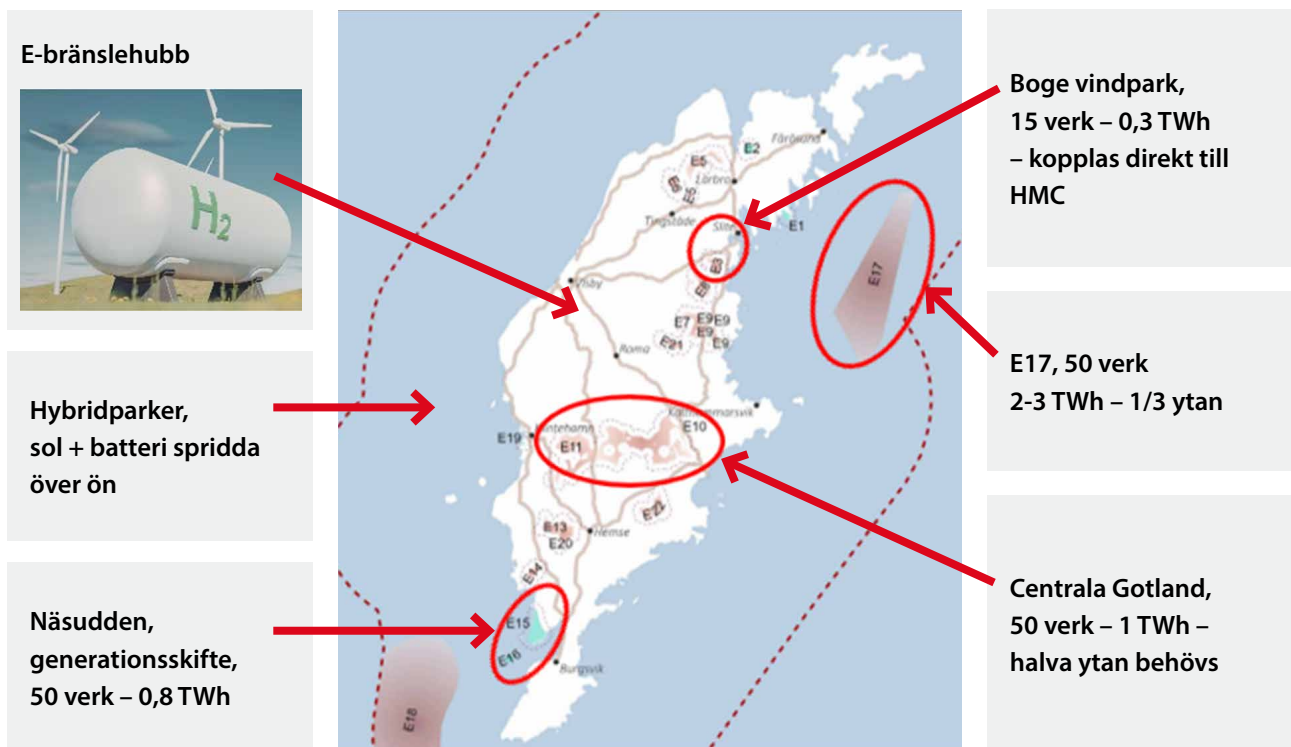 E-bränslehubb
H₂
Hybridparker,
sol + batteri spridda
över ön
Näsudden,
generationsskifte,
50 verk – 0,8 TWh
Boge vindpark,
15 verk – 0,3 TWh
– kopplas direkt till
HMC
E17, 50 verk
2-3 TWh – 1/3 ytan
Centrala Gotland,
50 verk – 1 TWh –
halva ytan behövs
Fårösund
E2
E5
Lärbro
E5
Tingstäde
Slite
E1
E3
E17
Visby
E8
E7
E9
E9
E9
E9
E21
Roma
Katthammarsvik
E10
E19
Klintehamn
E11
E22
E13
Hemse
E20
E14
E15
E16
Burgsvik
E18